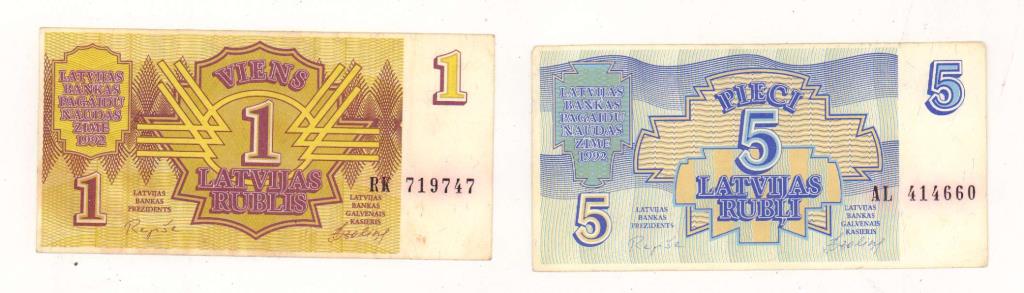 LATVIJAS
BANKAS
PAGAIDU
NAUDAS
ZĪME
1992
VIENS
1
LATVIJAS
RUBLIS
1
1
LATVIJAS
BANKAS
PREZIDENTS
LATVIJAS
BANKAS
GALVENAIS
KASIERIS
RK 719747
LATVIJAS
BANKAS
PAGAIDU
NAUDAS
ZĪME
1992
PIECI
5
LATVIJAS
RUBĻI
5
5
LATVIJAS
BANKAS
PREZIDENTS
LATVIJAS
BANKAS
GALVENAIS
KASIERIS
AL 414660